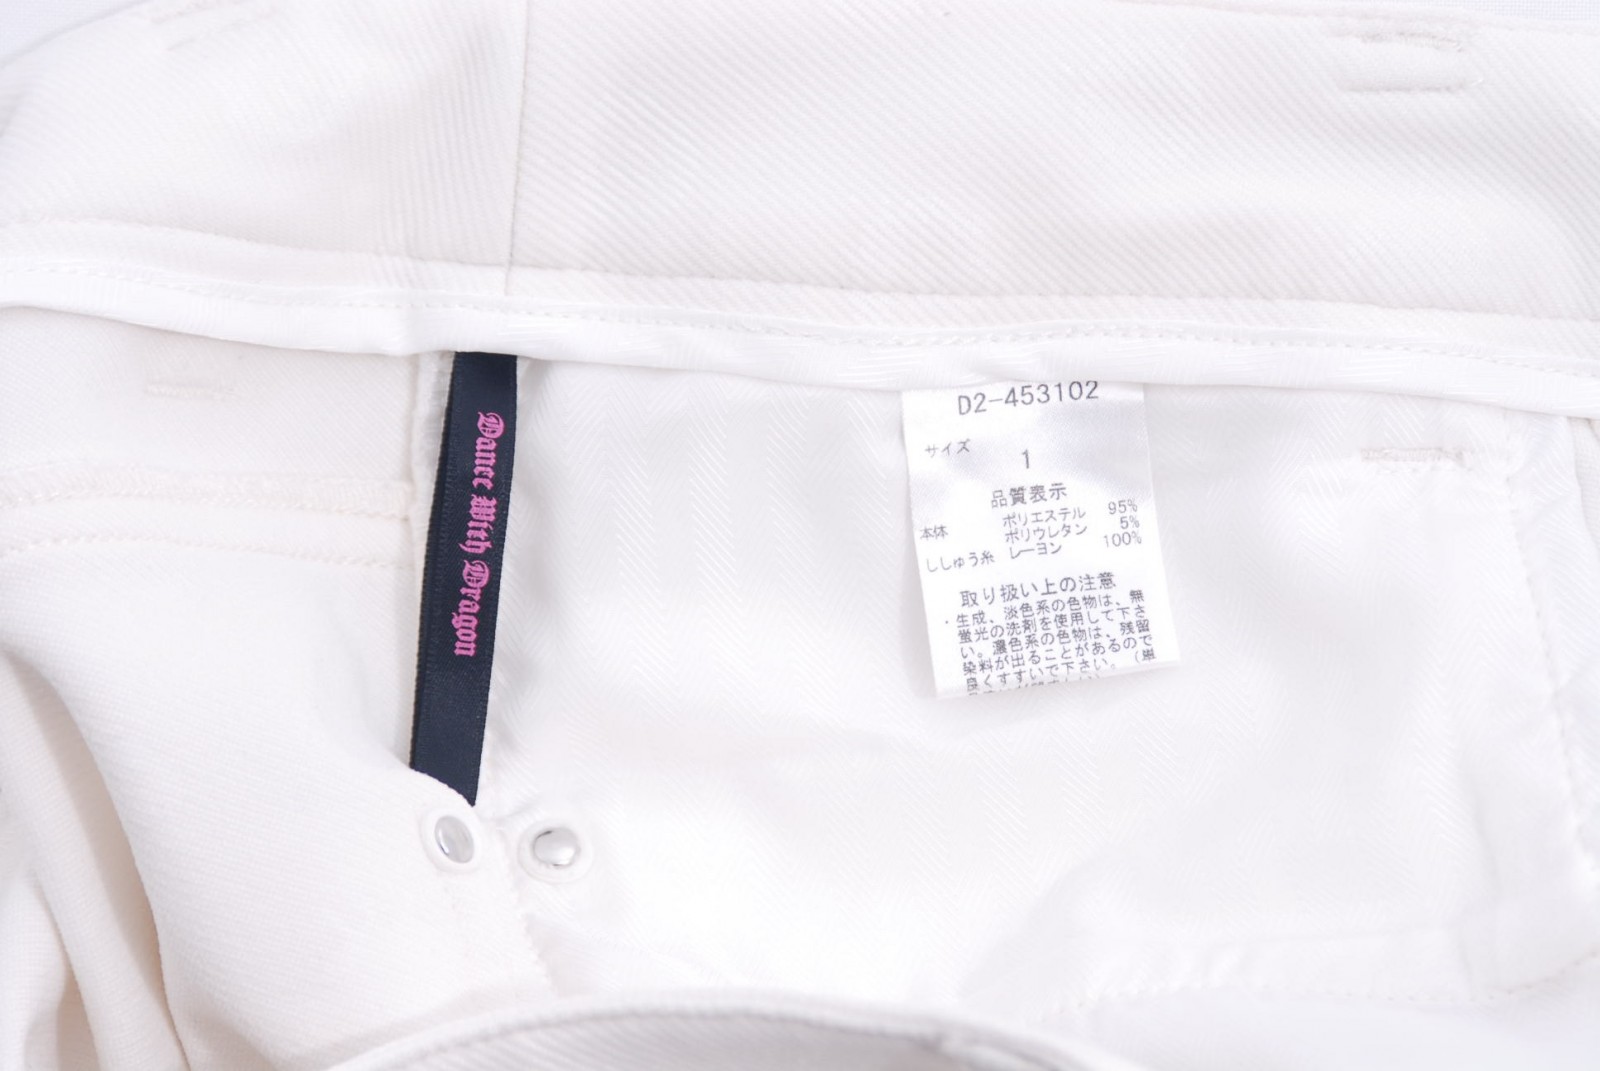 Dance With Dragon
D2-453102
サイズ
1
品質表示
本体 ポリエステル 95%
ポリウレタン 5%
ししゅう糸 レーヨン 100%
取り扱い上の注意
・生成、淡色系の色物は、無
蛍光の洗剤を使用して下さ
い。濃色系の色物は、残留
染料が出ることがあるので
良くすすいで下さい。（単